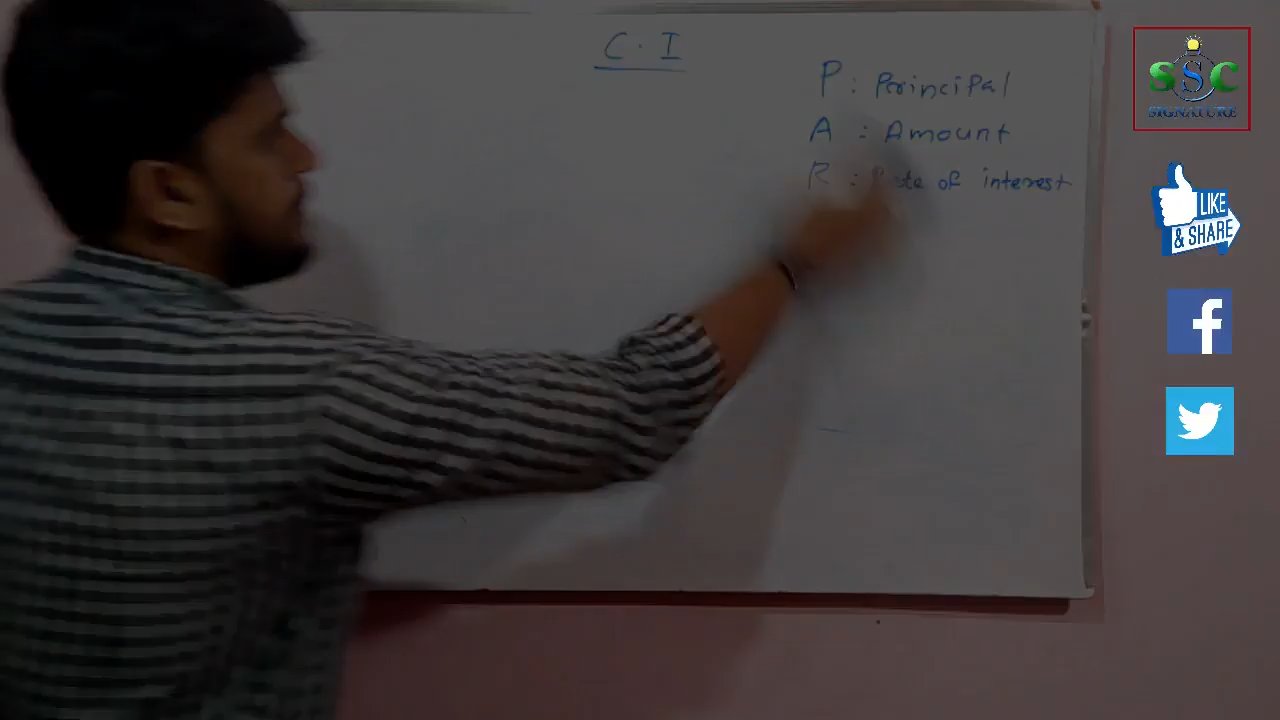 C. I
P : Principal
A : Amount
R : Rate of interest
SSC
SIGNATURE
LIKE
& SHARE